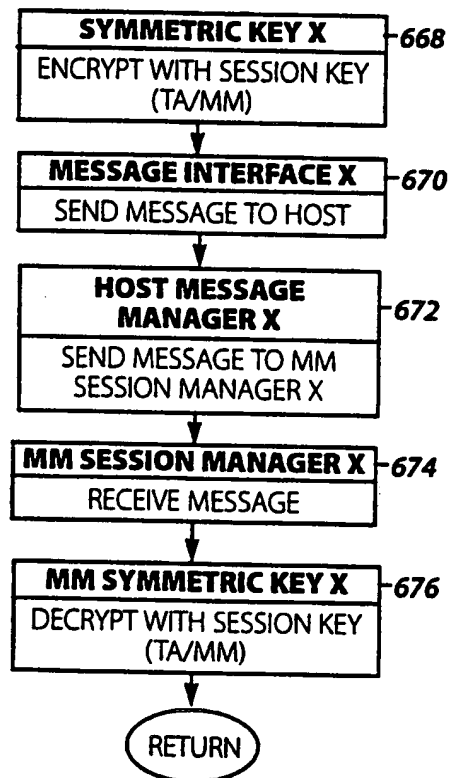 SYMMETRIC KEY X
668
ENCRYPT WITH SESSION KEY
(TA/MM)
MESSAGE INTERFACE X
670
SEND MESSAGE TO HOST
HOST MESSAGE
MANAGER X
672
SEND MESSAGE TO MM
SESSION MANAGER X
MM SESSION MANAGER X
674
RECEIVE MESSAGE
MM SYMMETRIC KEY X
676
DECRYPT WITH SESSION KEY
(TA/MM)
RETURN